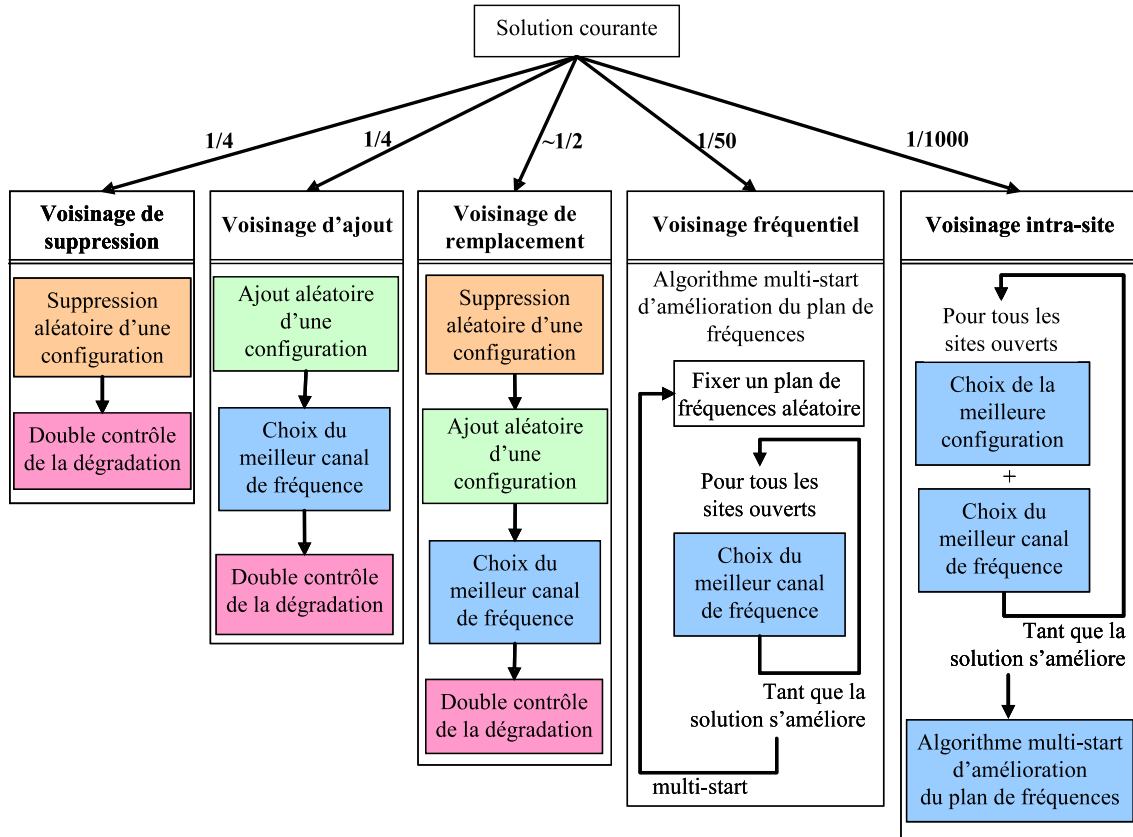 Solution courante
1/4
1/4
~1/2
1/50
1/1000
Voisinage de
suppression
Suppression
aléatoire d’une
configuration
Double contrôle
de la dégradation
Voisinage d’ajout
Ajout aléatoire
d’une
configuration
Choix du
meilleur canal
de fréquence
Double contrôle
de la dégradation
Voisinage de
remplacement
Suppression
aléatoire d’une
configuration
Ajout aléatoire
d’une
configuration
Choix du
meilleur canal
de fréquence
Double contrôle
de la dégradation
Voisinage fréquentiel
Algorithme multi-start
d’amélioration du plan de
fréquences
Fixer un plan de
fréquences aléatoire
Pour tous les
sites ouverts
Choix du
meilleur canal
de fréquence
Tant que la
solution s’améliore
multi-start
Voisinage intra-site
Pour tous les
sites ouverts
Choix de la
meilleure
configuration
+
Choix du
meilleur canal
de fréquence
Tant que la
solution s’améliore
Algorithme multi-start
d’amélioration
du plan de fréquences